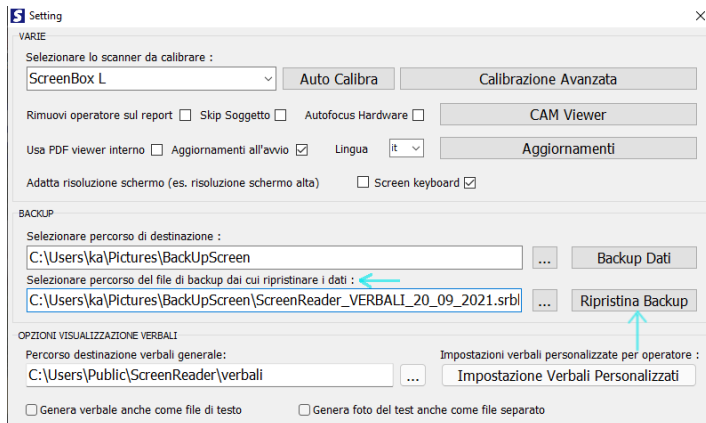 Setting
VARIE
Selezionare lo scanner da calibrare :
ScreenBox L
Auto Calibra
Calibrazione Avanzata
Rimuovi operatore sul report
Skip Soggetto
Autofocus Hardware
CAM Viewer
Usa PDF viewer interno
Aggiornamenti all'avvio
Lingua
it
Aggiornamenti
Adatta risoluzione schermo (es. risoluzione schermo alta)
Screen keyboard
BACKUP
Selezionare percorso di destinazione :
C:\Users\ka\Pictures\BackUpScreen
...
Backup Dati
Selezionare percorso del file di backup dai cui ripristinare i dati :
C:\Users\ka\Pictures\BackUpScreen\ScreenReader_VERBALI_20_09_2021.srbl
...
Ripristina Backup
OPZIONI VISUALIZZAZIONE VERBALI
Percorso destinazione verbali generale:
Impostazioni verbali personalizzate per operatore :
C:\Users\Public\ScreenReader\verbali
...
Impostazione Verbali Personalizzati
Genera verbale anche come file di testo
Genera foto del test anche come file separato